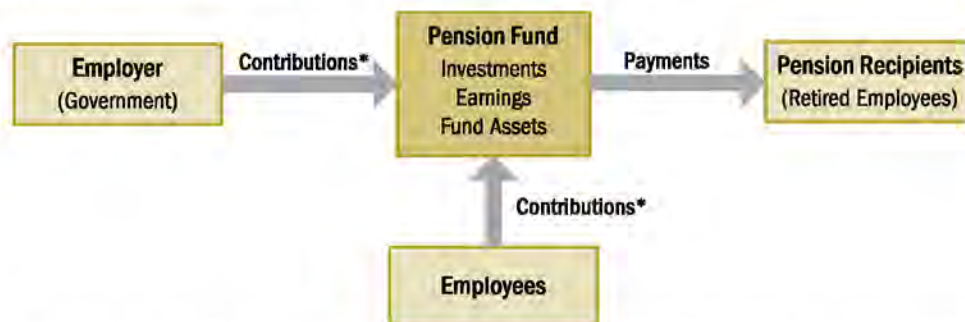 Employer
(Government)
Contributions*
Pension Fund
Investments
Earnings
Fund Assets
Payments
Pension Recipients
(Retired Employees)
Contributions*
Employees